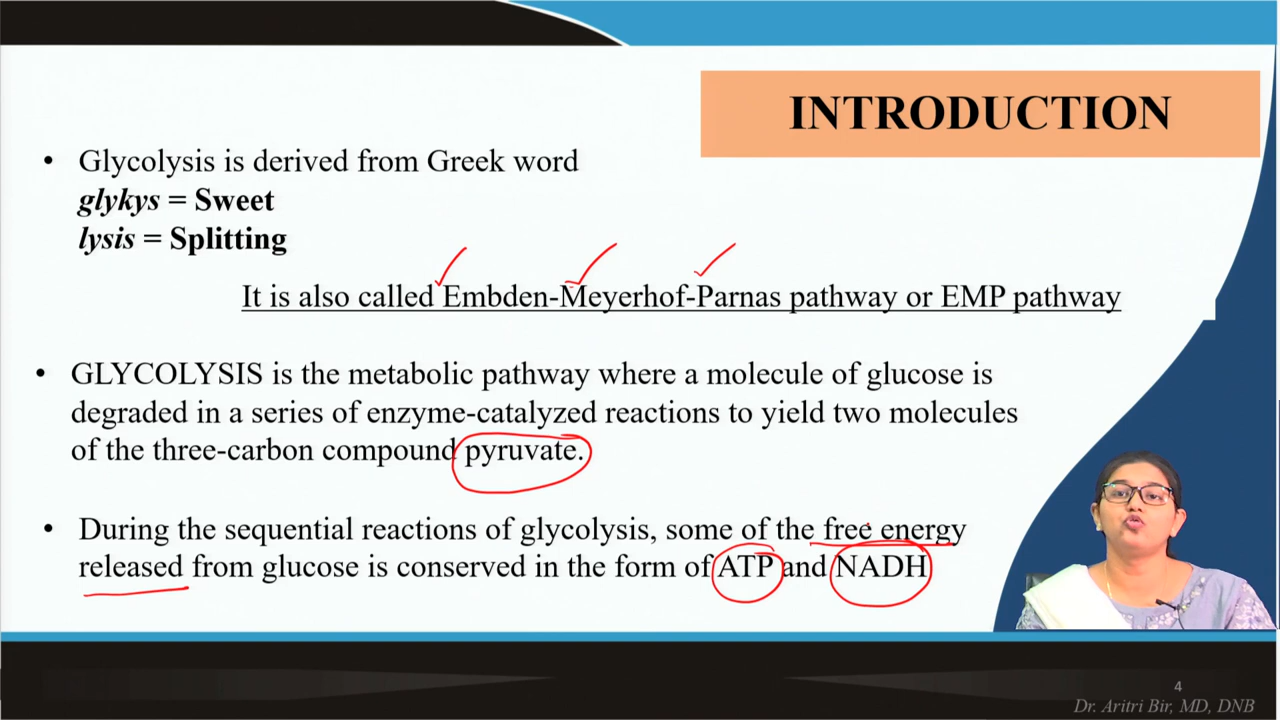 INTRODUCTION
• Glycolysis is derived from Greek word
glykys = Sweet
lysis = Splitting
It is also called Embden-Meyerhof-Parnas pathway or EMP pathway
• GLYCOLYSIS is the metabolic pathway where a molecule of glucose is
degraded in a series of enzyme-catalyzed reactions to yield two molecules
of the three-carbon compound pyruvate.
• During the sequential reactions of glycolysis, some of the free energy
released from glucose is conserved in the form of ATP and NADH
4
Dr. Aritri Bir, MD, DNB